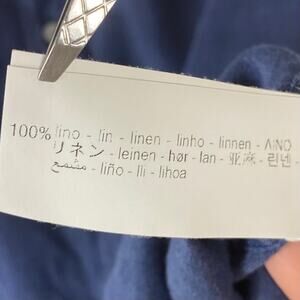 100% lino - lin - linen - linho - linnen - ΛΙΝΟ
リネン - leinen - hør - lan - 亚麻 - 린넨 -
مشمع - liño - lli - lihoa